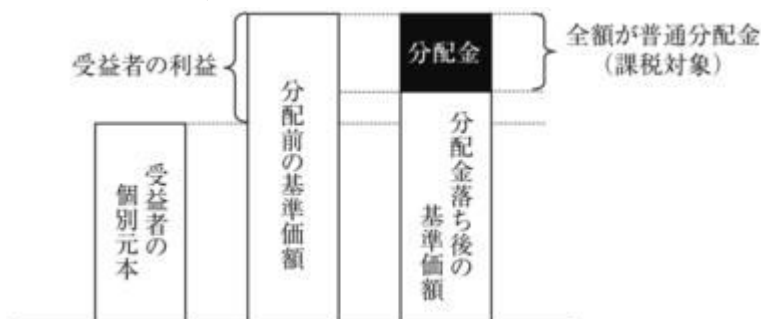 受益者の利益
分配金
全額が普通分配金
（課税対象）
受益者の
個別元本
分配前の基準価額
分配金落ち後の
基準価額